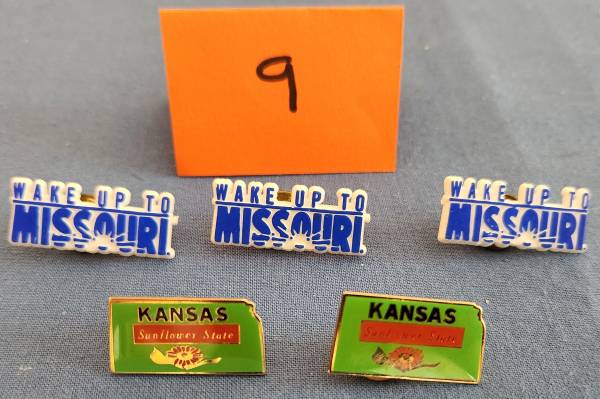 9
WAKE UP TO
MISSOURI.
WAKE UP TO
MISSOURI.
WAKE UP TO
MISSOURI.
KANSAS
Sunflower State
KANSAS
Sunflower State